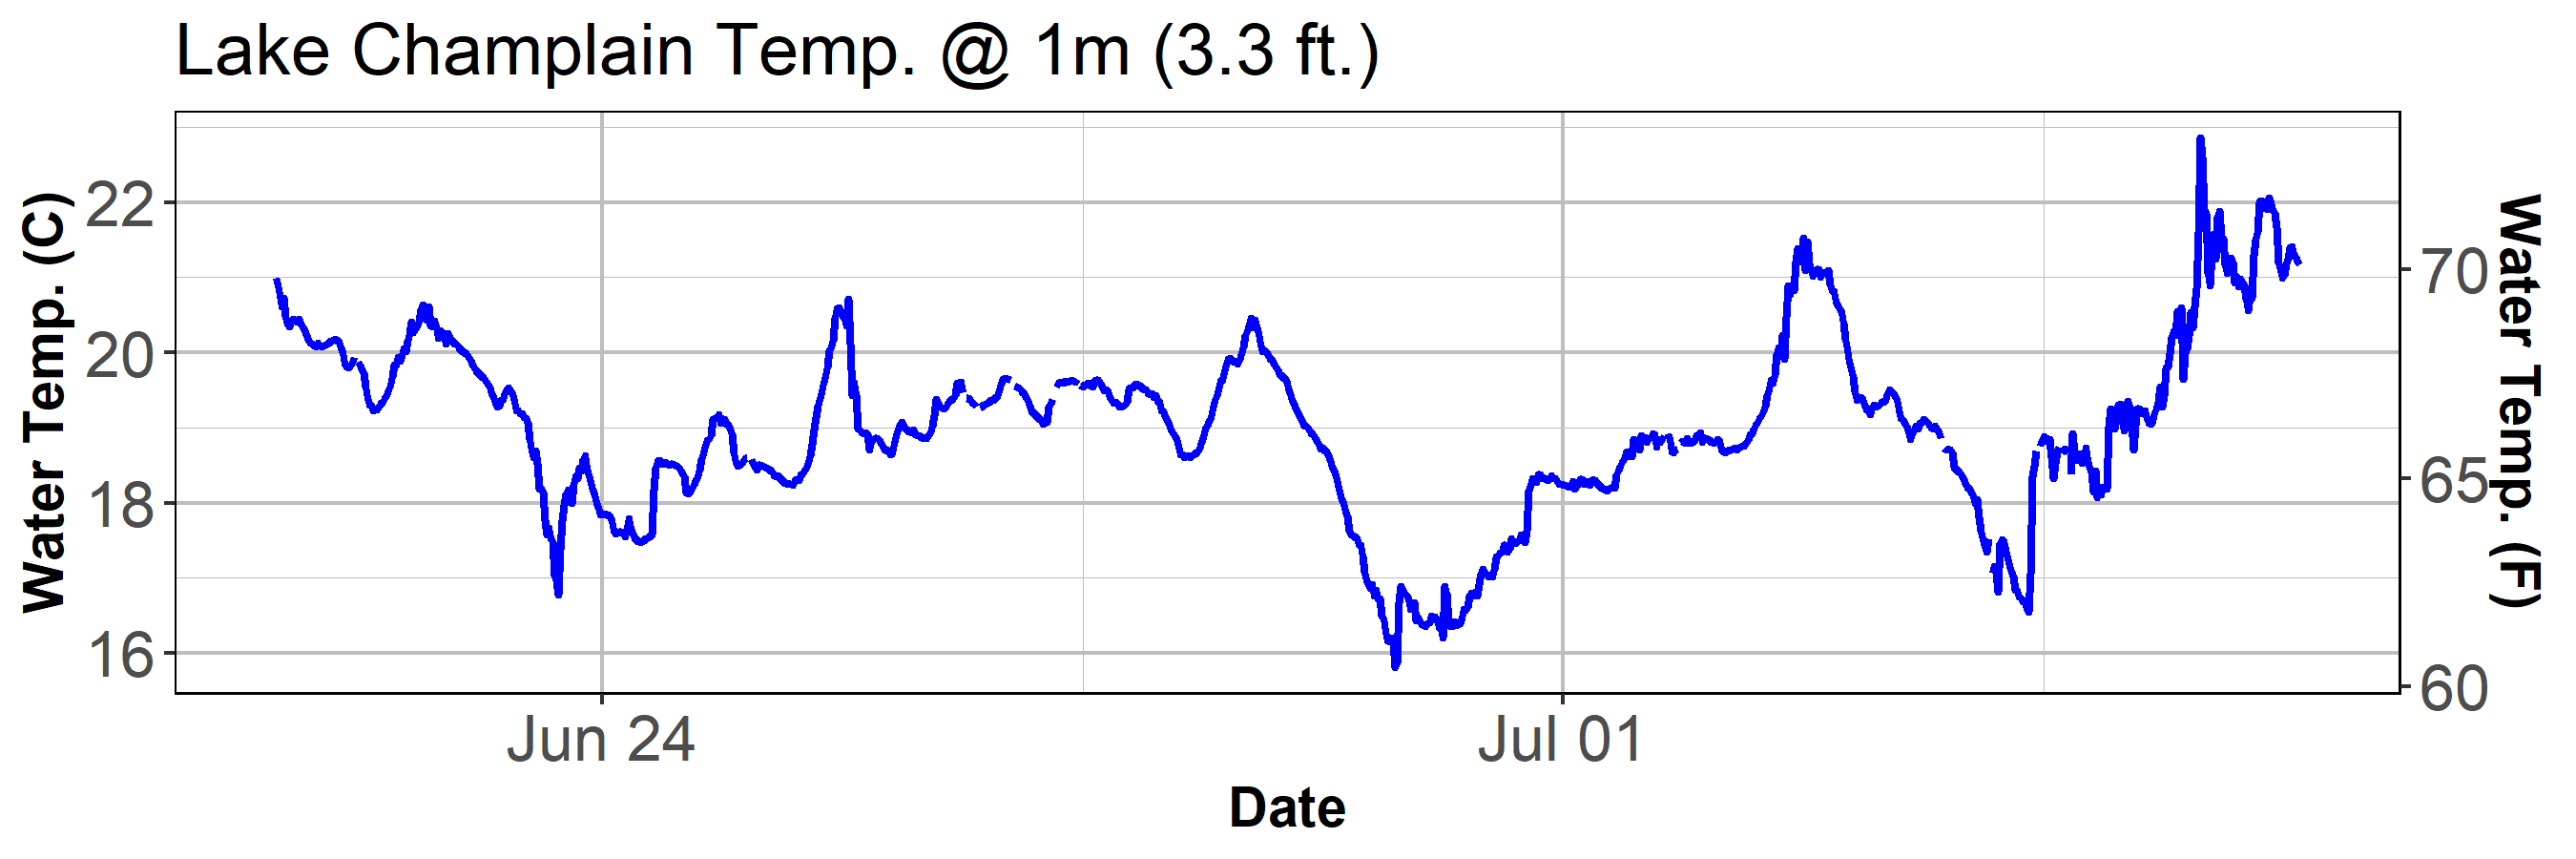 Lake Champlain Temp. @ 1m (3.3 ft.)
Water Temp. (C)
22
20
18
16
70
65
60
Water Temp. (F)
Jun 24
Jul 01
Date